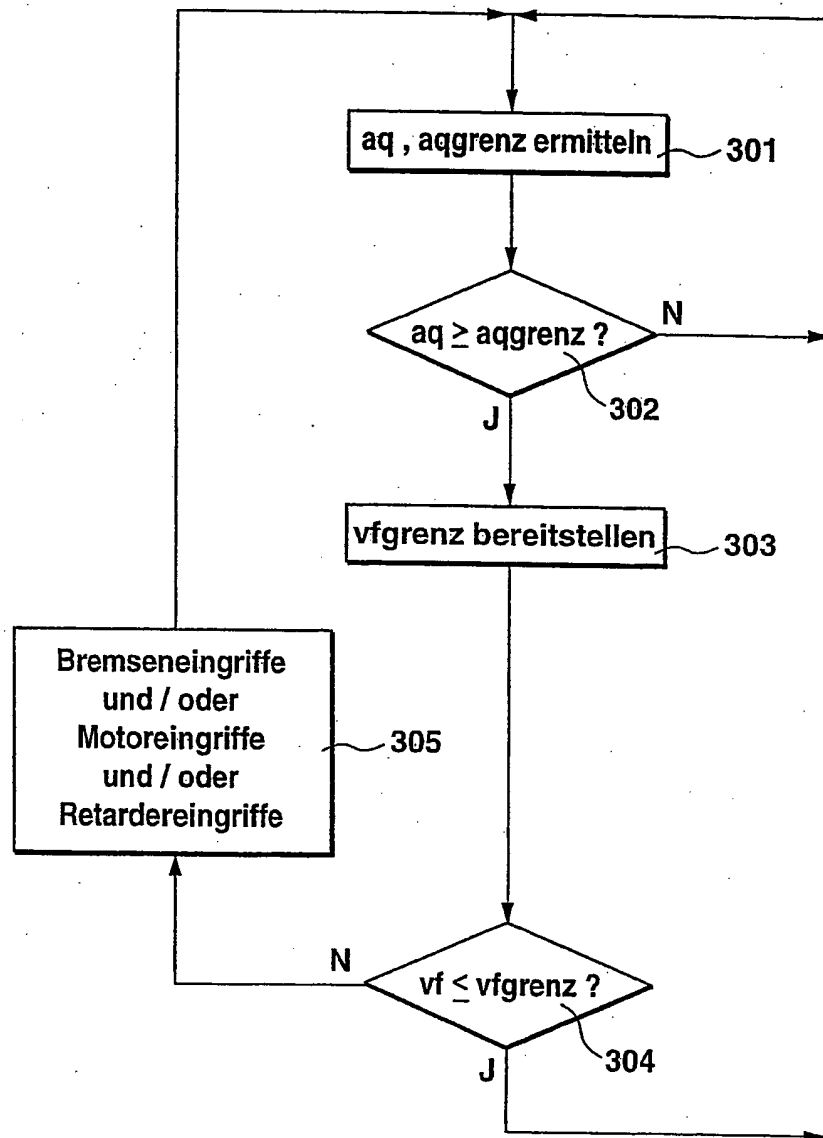 aq , aqgrenz ermitteln
301
aq ≥ aqgrenz ?
N
302
J
vfgrenz bereitstellen
303
Bremseneingriffe
und / oder
Motoreingriffe
und / oder
Retardereingriffe
305
N
vf ≤ vfgrenz ?
304
J